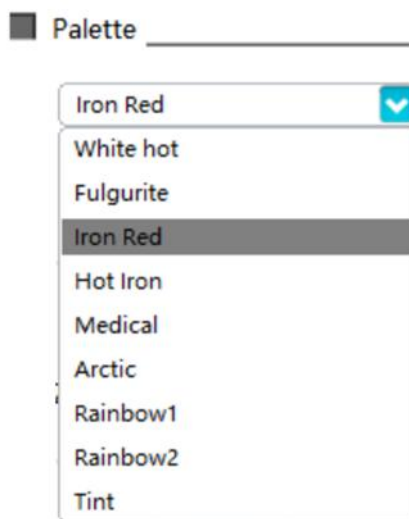 Palette
Iron Red
White hot
Fulgurite
Iron Red
Hot Iron
Medical
Arctic
Rainbow1
Rainbow2
Tint